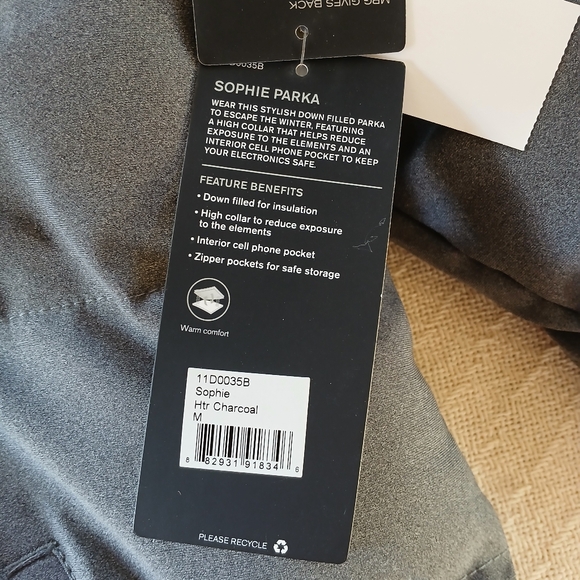 MRG GIVES BACK
D0035B
SOPHIE PARKA
WEAR THIS STYLISH DOWN FILLED PARKA
TO ESCAPE THE WINTER, FEATURING
A HIGH COLLAR THAT HELPS REDUCE
EXPOSURE TO THE ELEMENTS AND AN
INTERIOR CELL PHONE POCKET TO KEEP
YOUR ELECTRONICS SAFE.
FEATURE BENEFITS
• Down filled for insulation
• High collar to reduce exposure
to the elements
• Interior cell phone pocket
• Zipper pockets for safe storage
Warm comfort
11D0035B
Sophie
Htr Charcoal
M
8 82931 91834 6
PLEASE RECYCLE